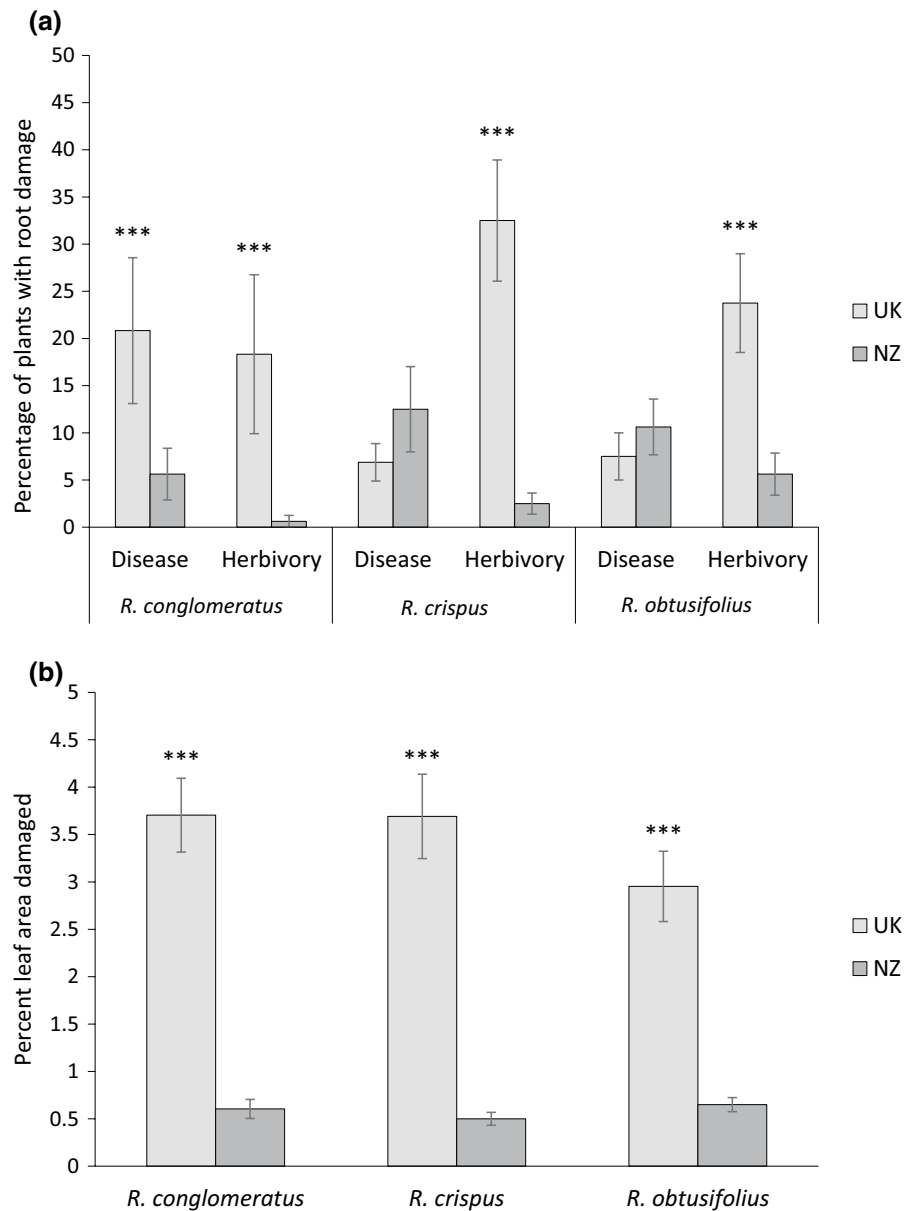 (a)
Percentage of plants with root damage
50
45
40
35
30
25
20
15
10
5
0
***
***
***
***
UK
NZ
Disease Herbivory Disease Herbivory Disease Herbivory
R. conglomeratus R. crispus R. obtusifolius
(b)
Percent leaf area damaged
5
4.5
4
3.5
3
2.5
2
1.5
1
0.5
0
***
***
***
UK
NZ
R. conglomeratus R. crispus R. obtusifolius